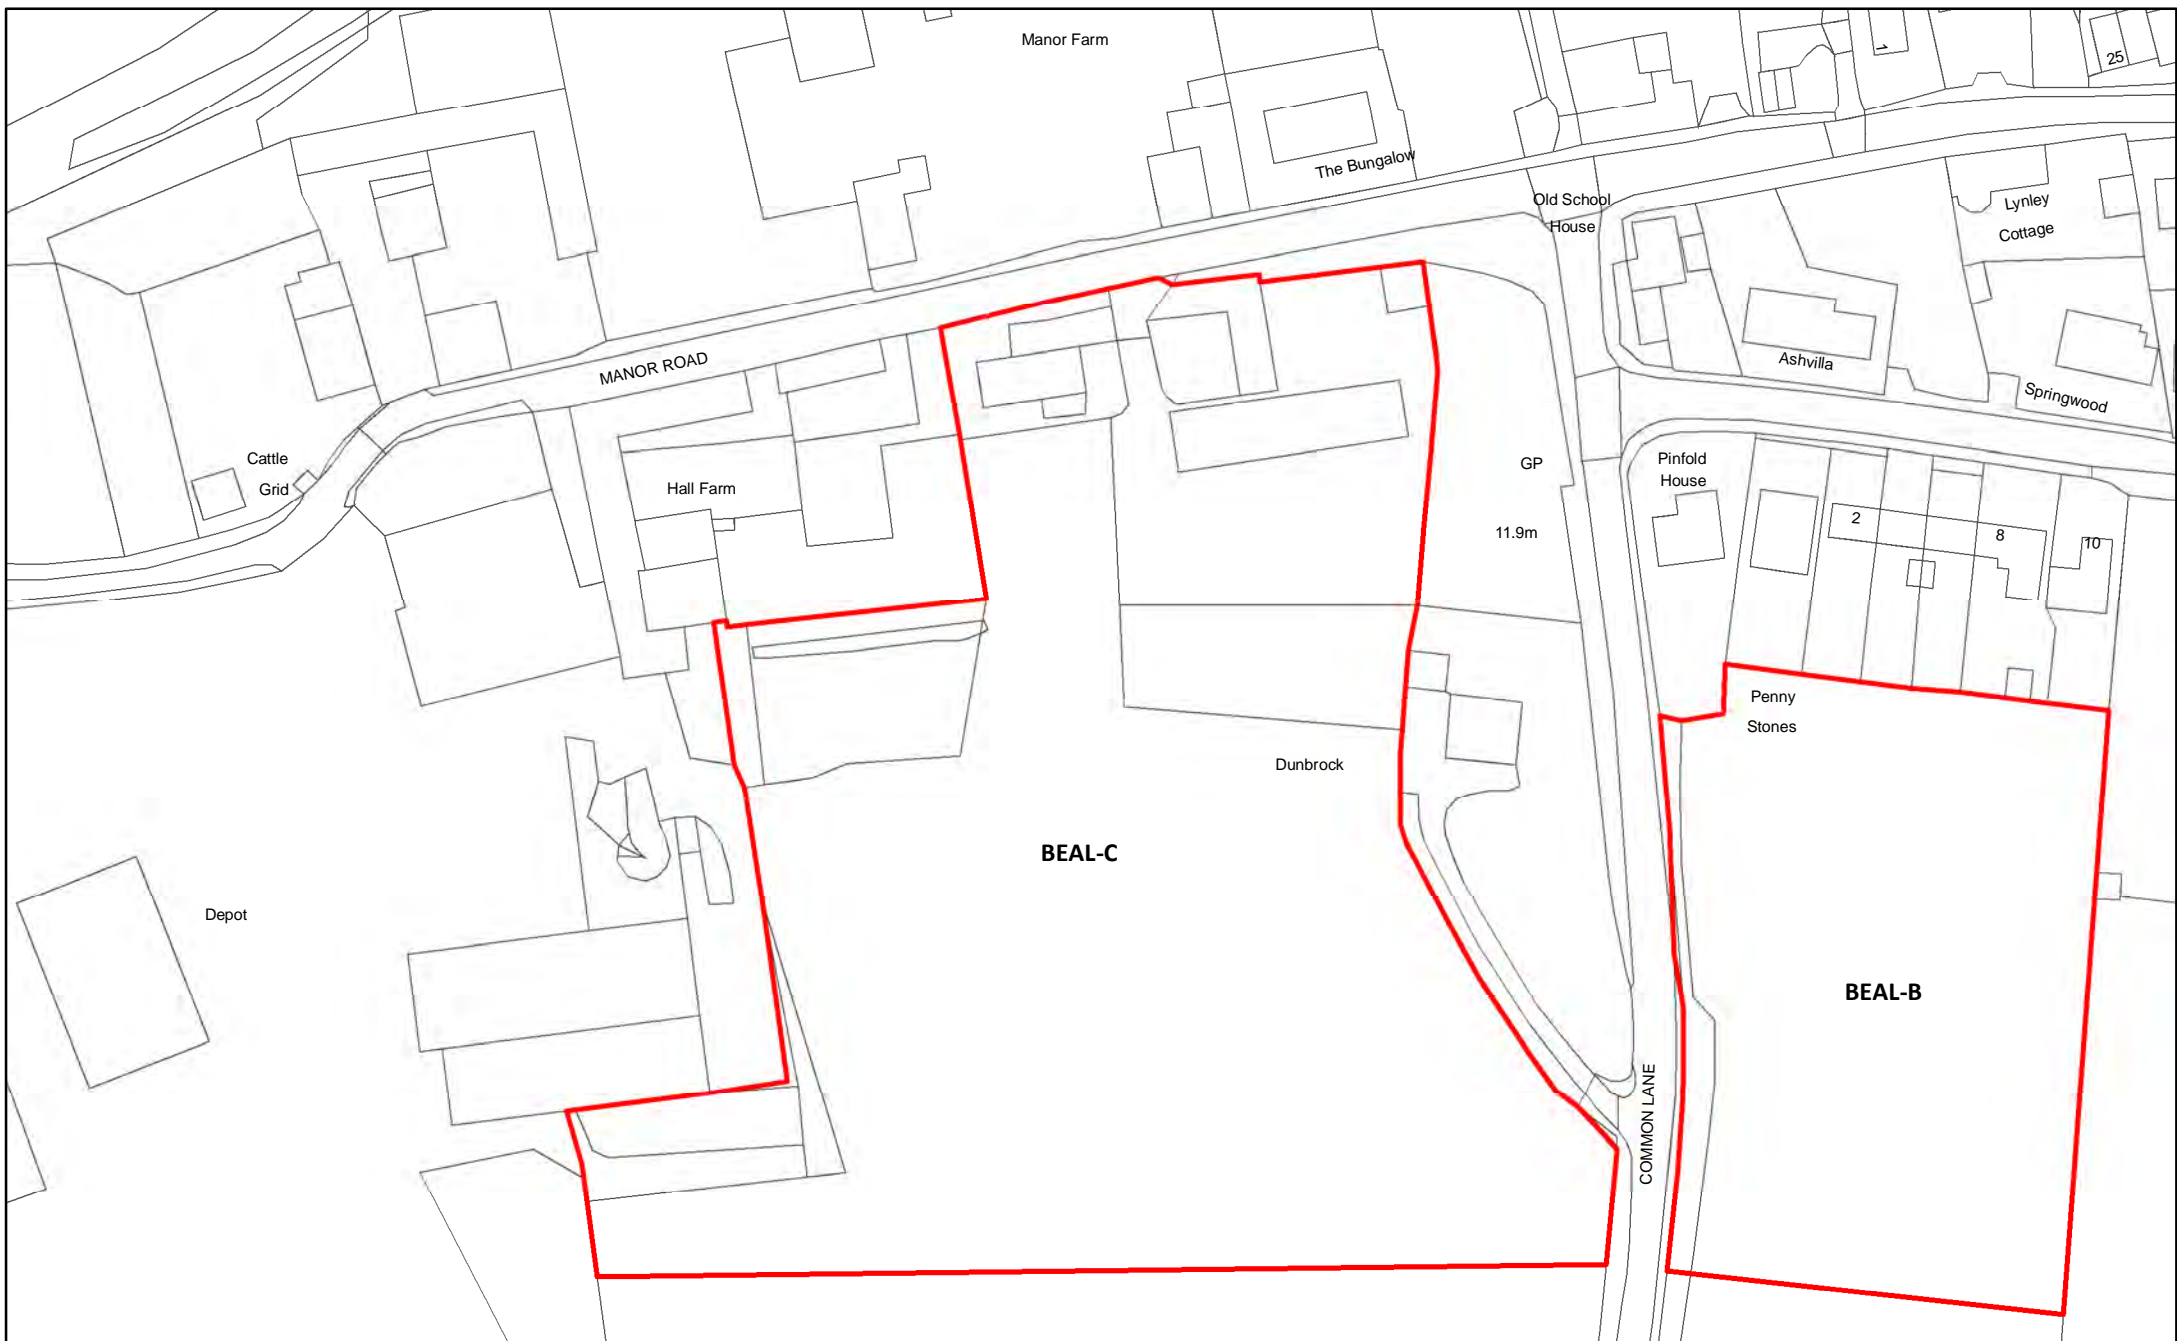 Manor Farm
1
25
The Bungalow
Old School
House
Lynley
Cottage
MANOR ROAD
Ashvilla
Springwood
Cattle
Grid
Hall Farm
GP
Pinfold
House
11.9m
2
8
10
Penny
Stones
Dunbrock
BEAL-C
Depot
BEAL-B
COMMON LANE